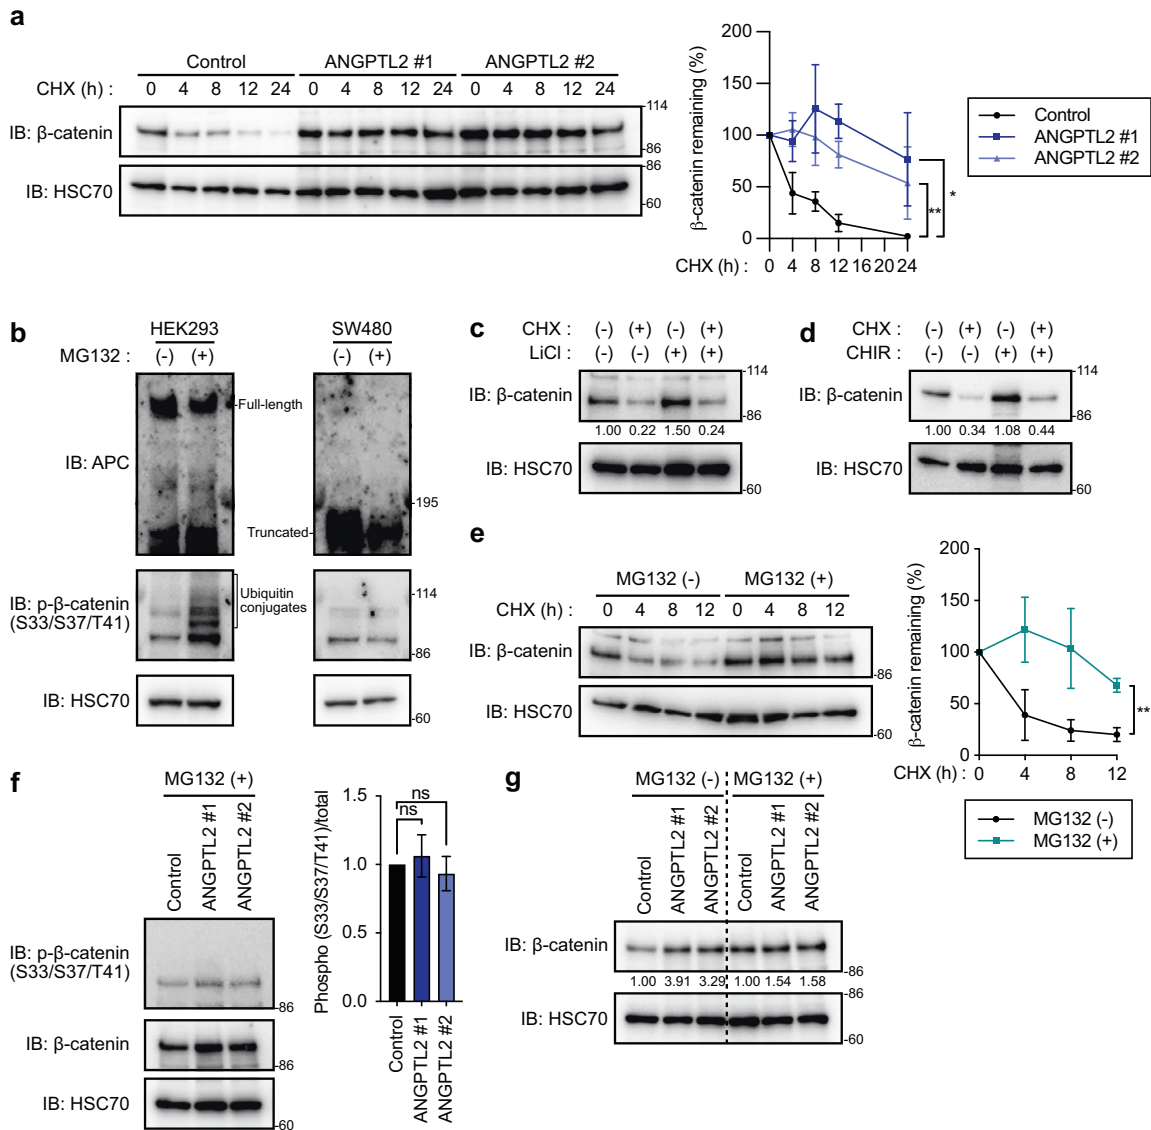 a
Control ANGPTL2 #1 ANGPTL2 #2
CHX (h) : 0 4 8 12 24 0 4 8 12 24 0 4 8 12 24
IB: β-catenin
-114
-86
IB: HSC70
-86
-60
β-catenin remaining (%)
200
150
100
50
0
* **
CHX (h) : 0 4 8 12 16 20 24
Control
ANGPTL2 #1
ANGPTL2 #2
b
HEK293 SW480
MG132 : (-) (+) (-) (+)
IB: APC
-Full-length
Truncated-
-195
IB: p-β-catenin
(S33/S37/T41)
Ubiquitin
conjugates
-114
-86
IB: HSC70
-60
c
CHX : (-) (+) (-) (+)
LiCl : (-) (-) (+) (+)
IB: β-catenin
-114
-86
1.00 0.22 1.50 0.24
IB: HSC70
-60
d
CHX : (-) (+) (-) (+)
CHIR : (-) (-) (+) (+)
IB: β-catenin
-114
-86
1.00 0.34 1.08 0.44
IB: HSC70
-60
e
MG132 (-) MG132 (+)
CHX (h) : 0 4 8 12 0 4 8 12
IB: β-catenin
-86
IB: HSC70
-60
β-catenin remaining (%)
200
150
100
50
0
**
CHX (h) : 0 4 8 12
MG132 (-)
MG132 (+)
f
MG132 (+)
Control
ANGPTL2 #1
ANGPTL2 #2
IB: p-β-catenin
(S33/S37/T41)
-86
IB: β-catenin
-86
IB: HSC70
-60
Phospho (S33/S37/T41)/total
1.5
1.0
0.5
0.0
ns
ns
Control
ANGPTL2 #1
ANGPTL2 #2
g
MG132 (-) MG132 (+)
Control
ANGPTL2 #1
ANGPTL2 #2
Control
ANGPTL2 #1
ANGPTL2 #2
IB: β-catenin
-86
1.00 3.91 3.29 1.00 1.54 1.58
-86
IB: HSC70
-60